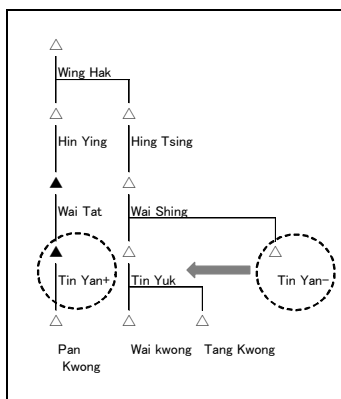 Wing Hak
Hin Ying Hing Tsing
Wai Tat Wai Shing
Tin Yan+ Tin Yuk Tin Yan-
Pan Wai kwong Tang Kwong
Kwong